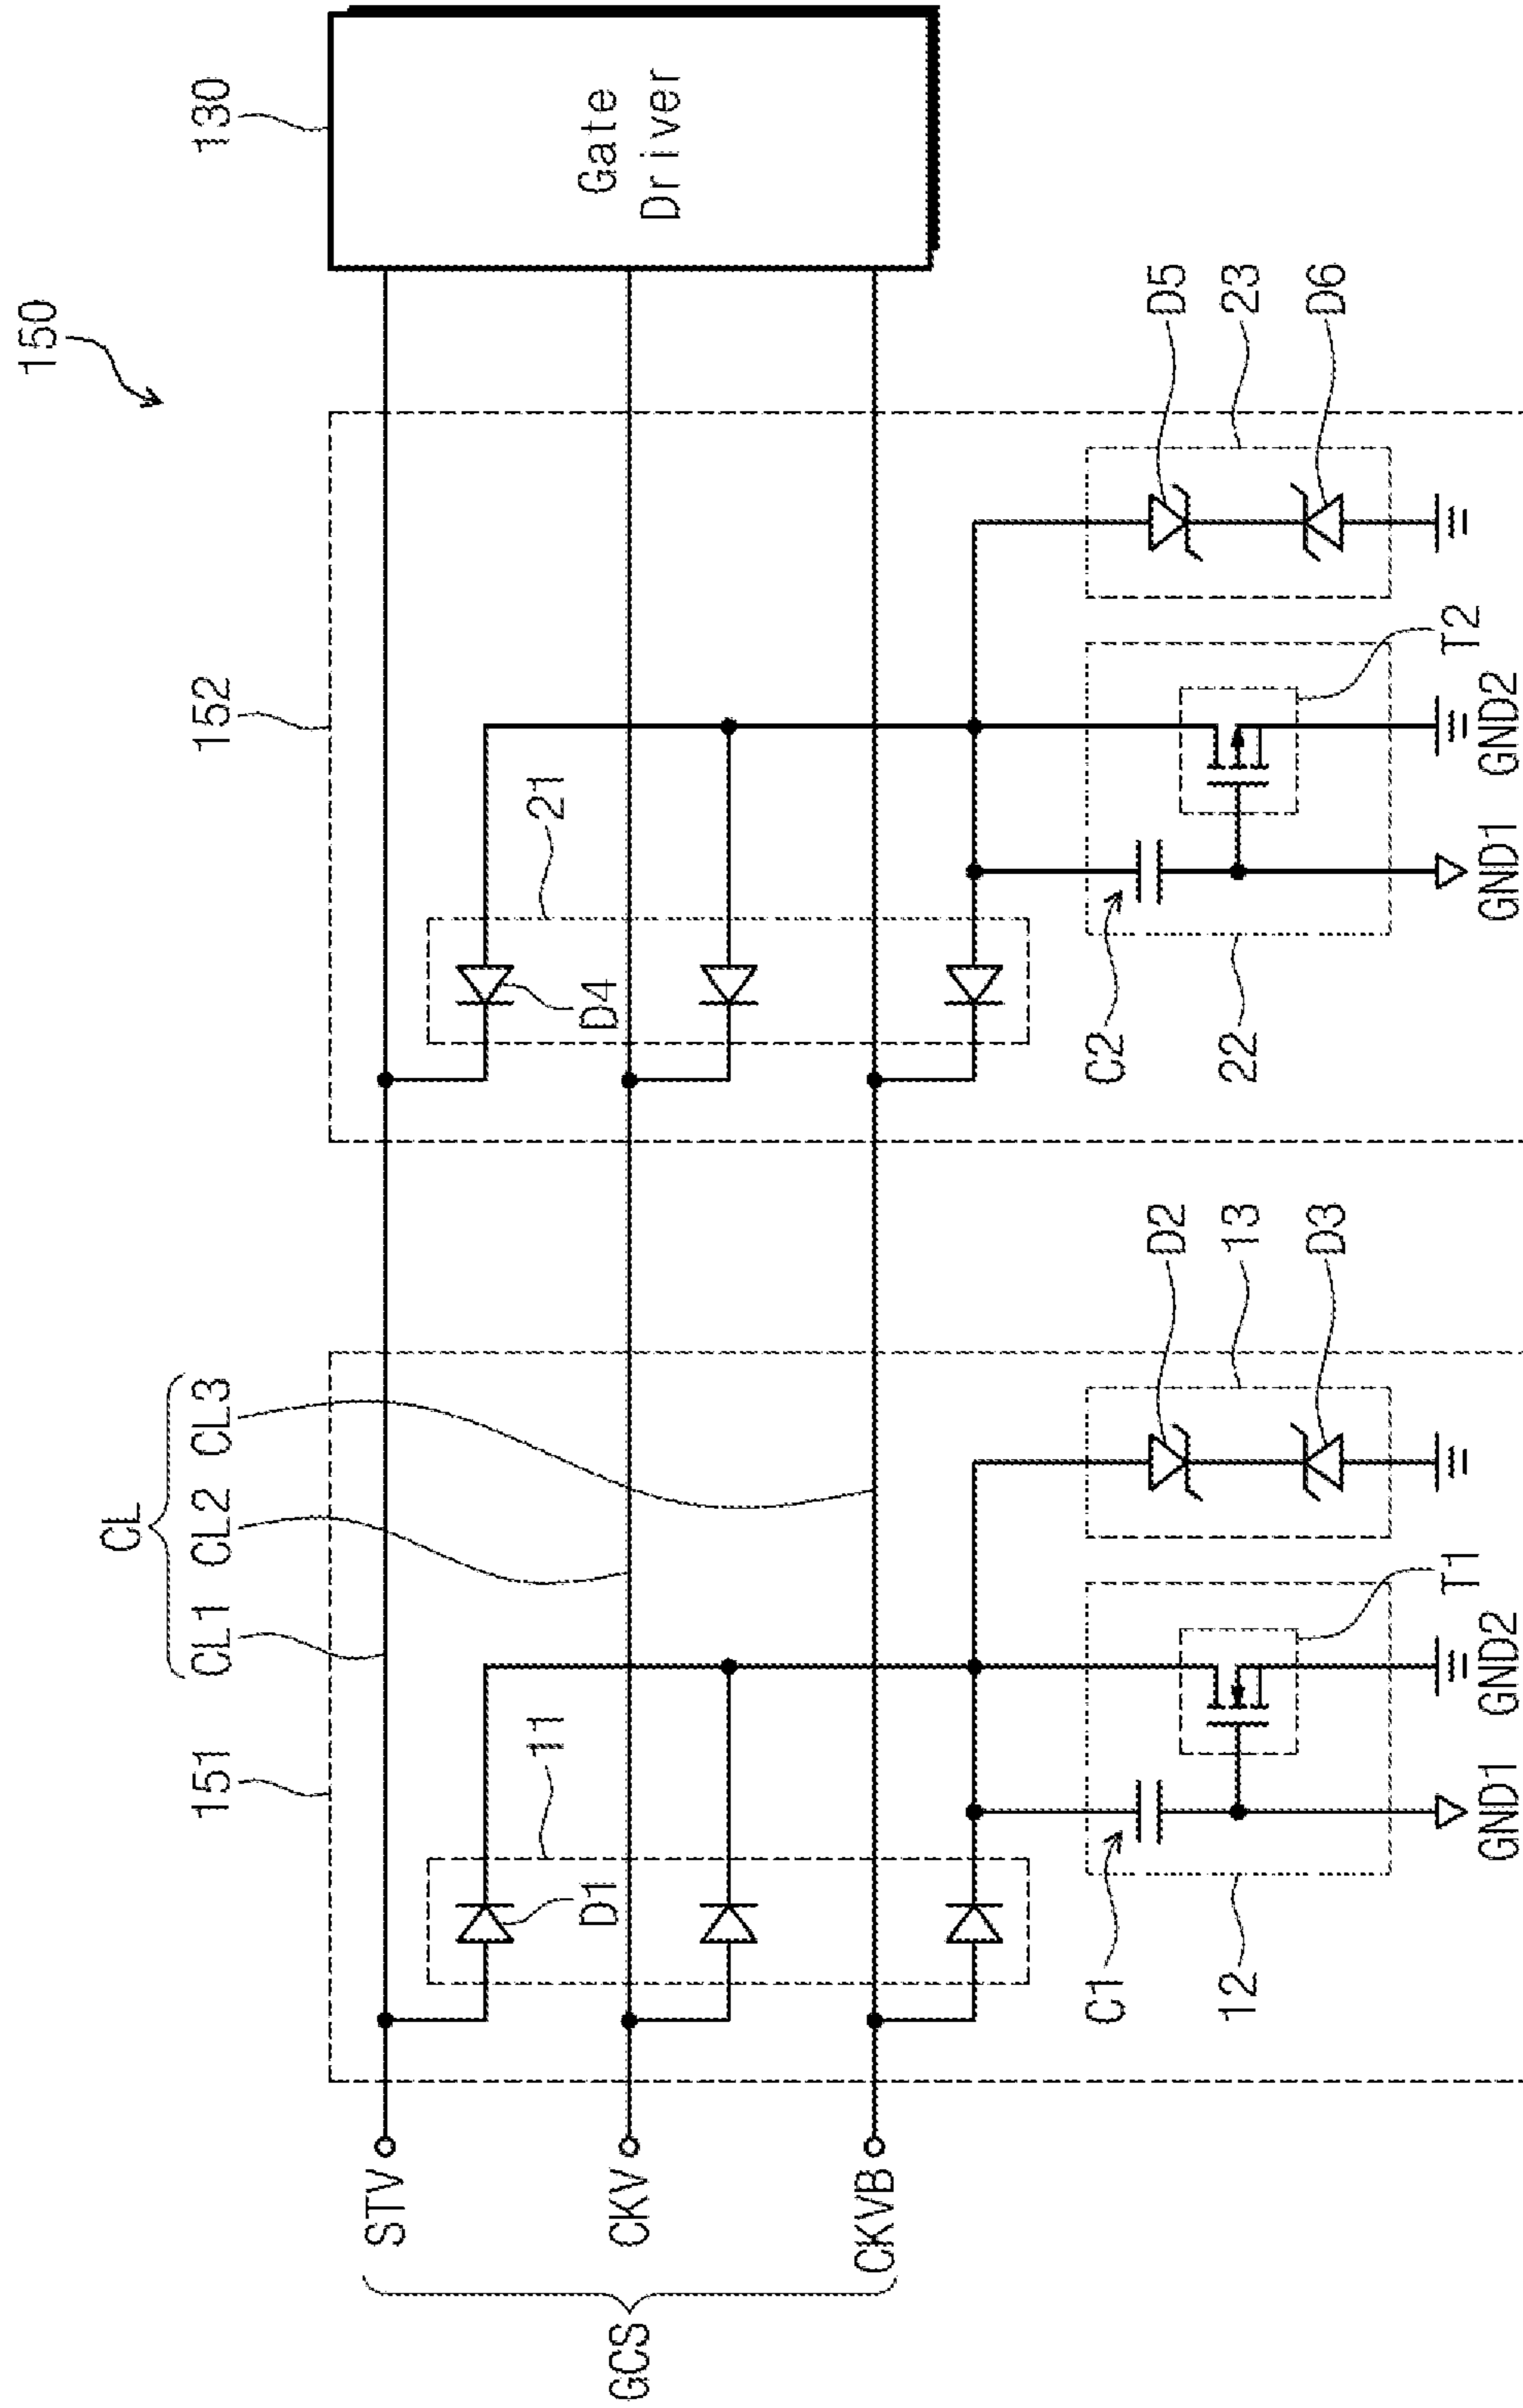 150
CL
151
CL1 CL2 CL3
152
130
STV
CKV
CKVB
GCS
11
D1
21
D4
Gate
Driver
C1
12
D2
13
D3
T1
GND1 GND2
C2
22
D5
23
D6
T2
GND1 GND2